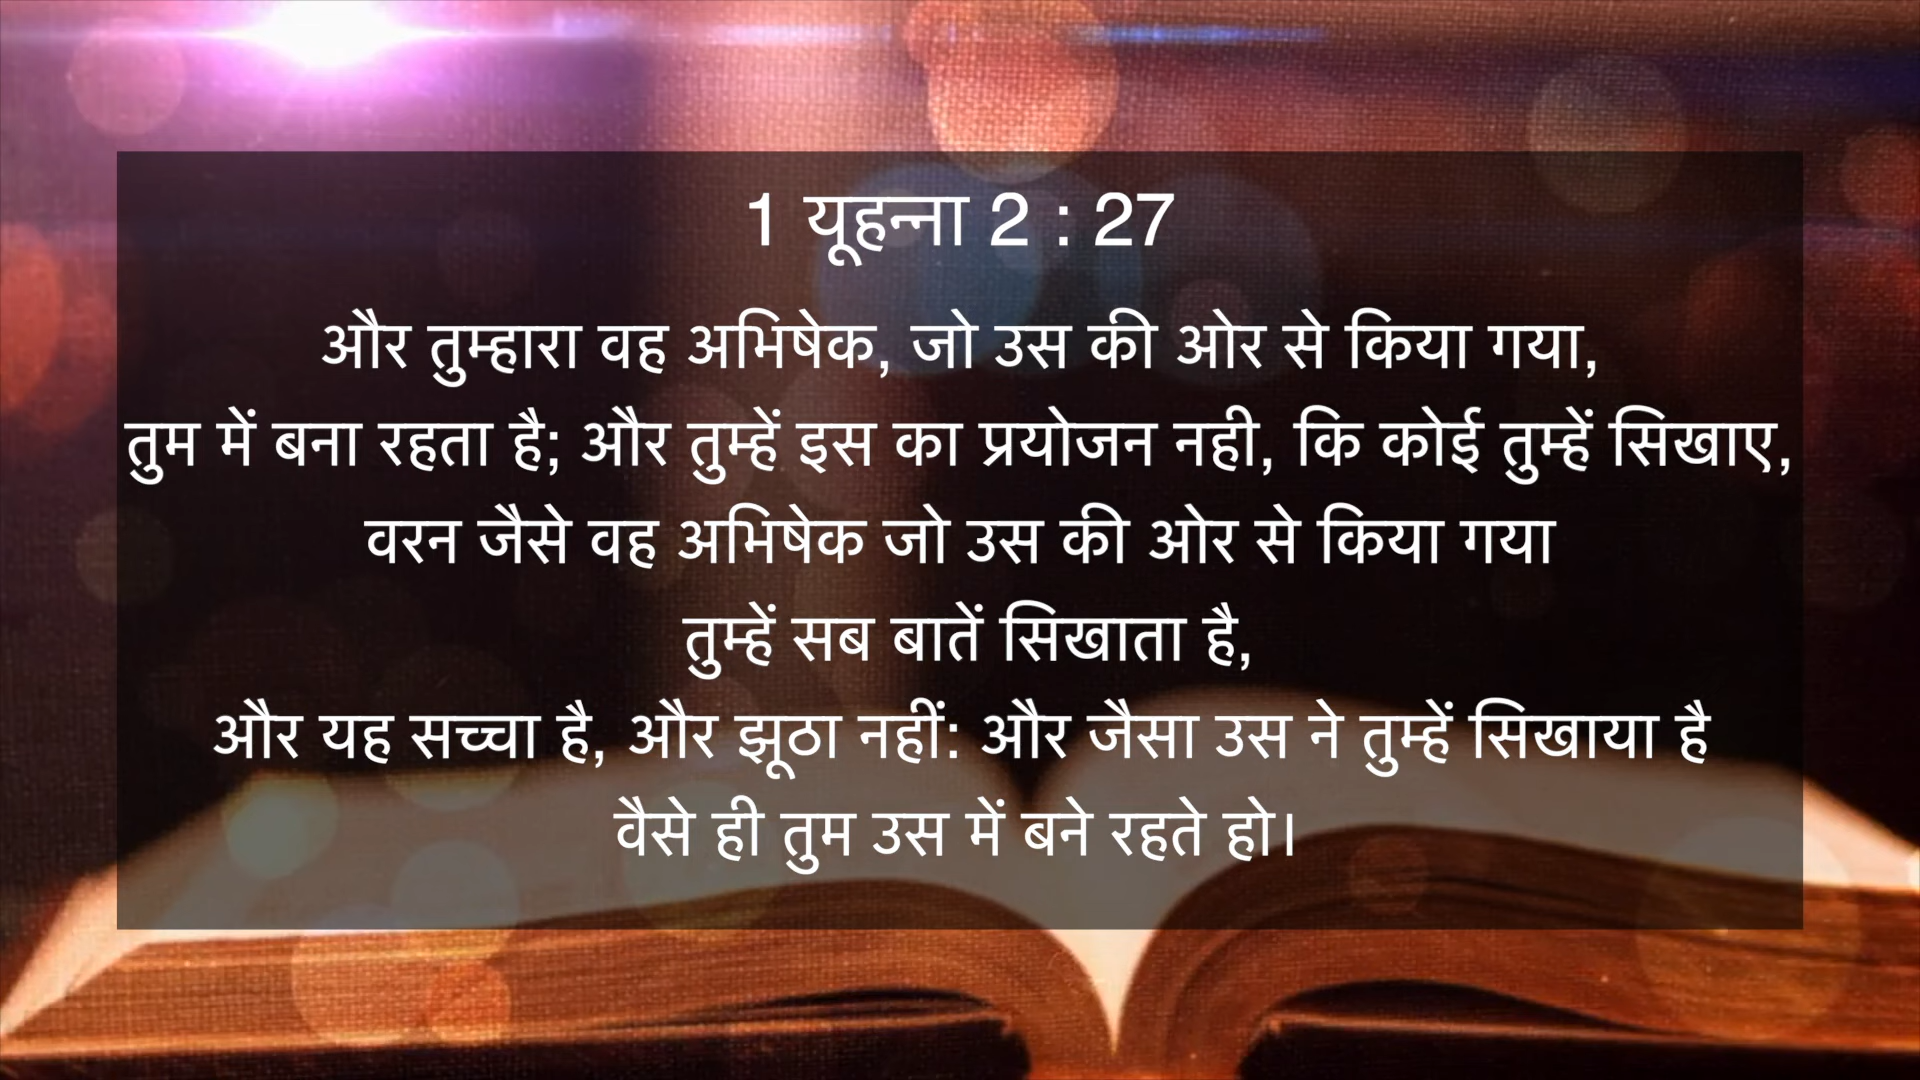 1 यूहन्ना 2 : 27
और तुम्हारा वह अभिषेक, जो उस की ओर से किया गया,
तुम में बना रहता है; और तुम्हें इस का प्रयोजन नही, कि कोई तुम्हें सिखाए,
वरन जैसे वह अभिषेक जो उस की ओर से किया गया
तुम्हें सब बातें सिखाता है,
और यह सच्चा है, और झूठा नहीं: और जैसा उस ने तुम्हें सिखाया है
वैसे ही तुम उस में बने रहते हो।